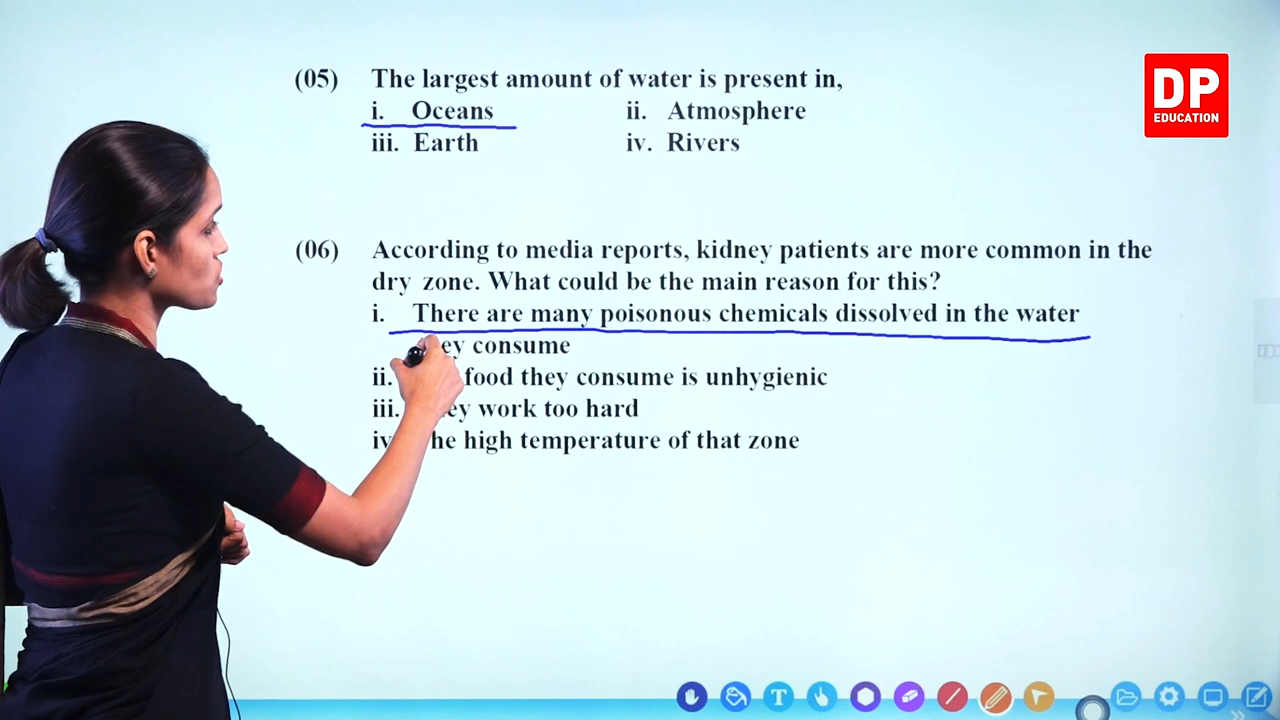 (05) The largest amount of water is present in,
i. Oceans ii. Atmosphere
iii. Earth iv. Rivers
DP
EDUCATION
(06) According to media reports, kidney patients are more common in the
dry zone. What could be the main reason for this?
i. There are many poisonous chemicals dissolved in the water
consume
ii. food they consume is unhygienic
iii. work too hard
high temperature of that zone
T